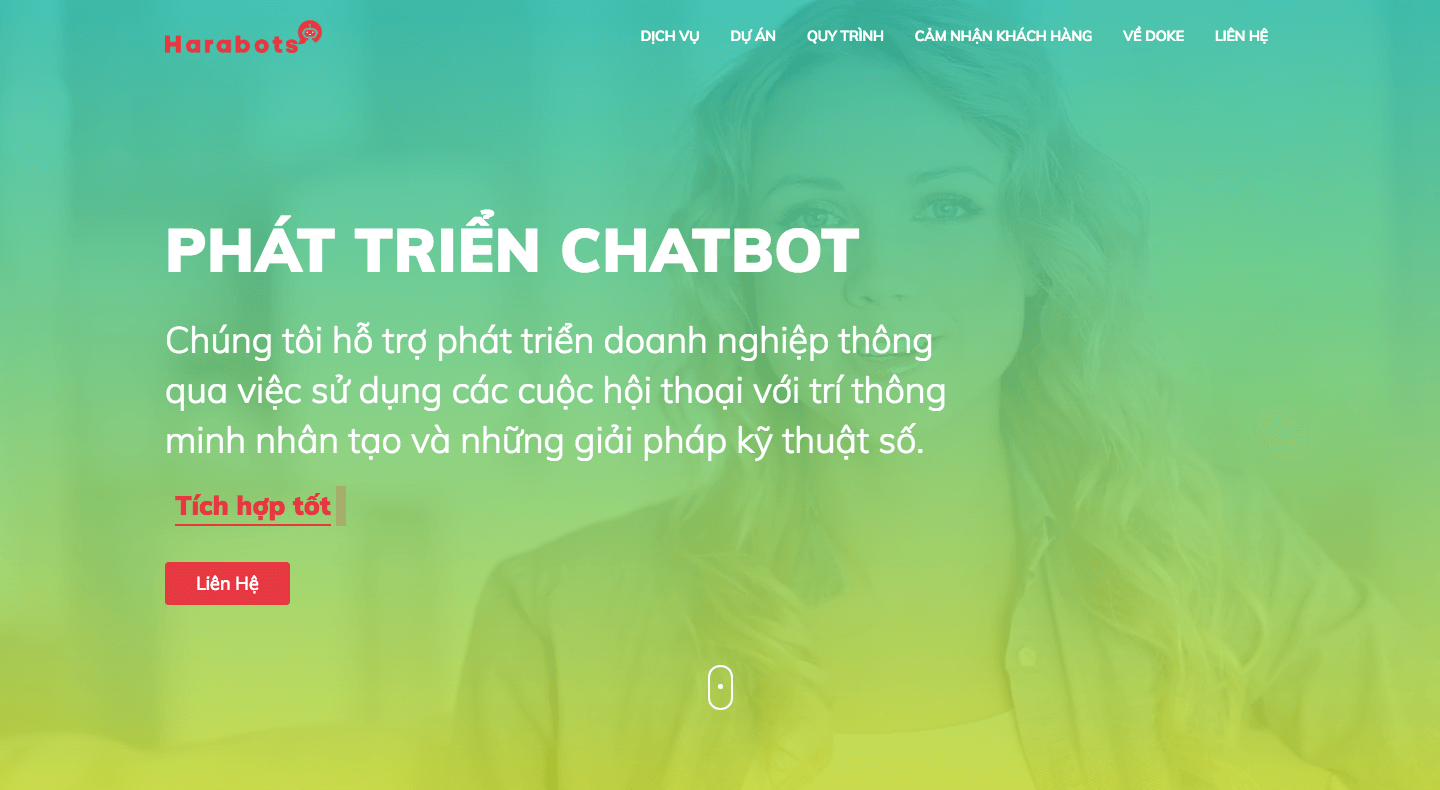 Harabots
DỊCH VỤ DỰ ÁN QUY TRÌNH CẢM NHẬN KHÁCH HÀNG VỀ DOKE LIÊN HỆ
PHÁT TRIỂN CHATBOT
Chúng tôi hỗ trợ phát triển doanh nghiệp thông
qua việc sử dụng các cuộc hội thoại với trí thông
minh nhân tạo và những giải pháp kỹ thuật số.
Tích hợp tốt
Liên Hệ